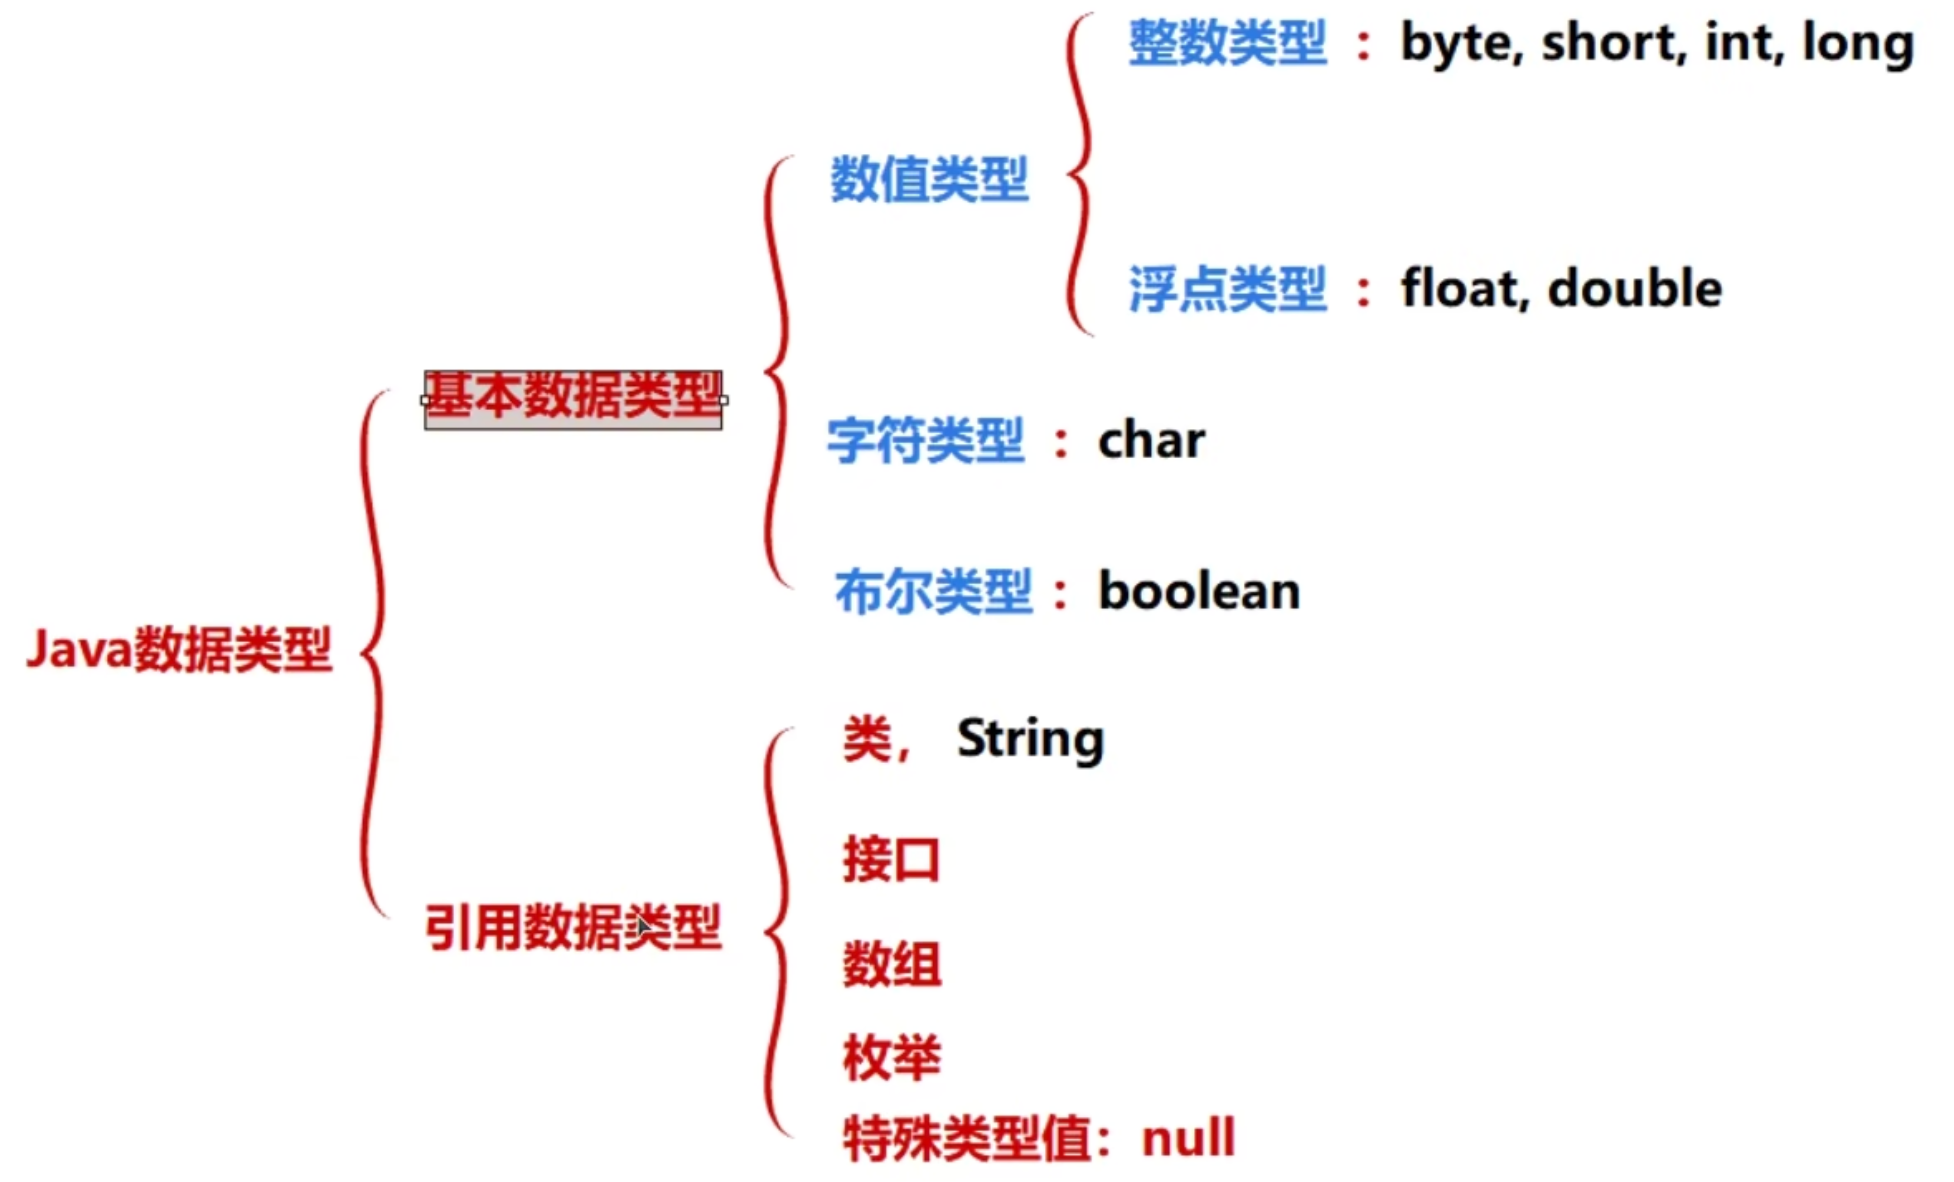 整数类型 : byte, short, int, long
数值类型
浮点类型 : float, double
基本数据类型
字符类型 : char
布尔类型 : boolean
Java数据类型
类， String
接口
引用数据类型
数组
枚举
特殊类型值：null